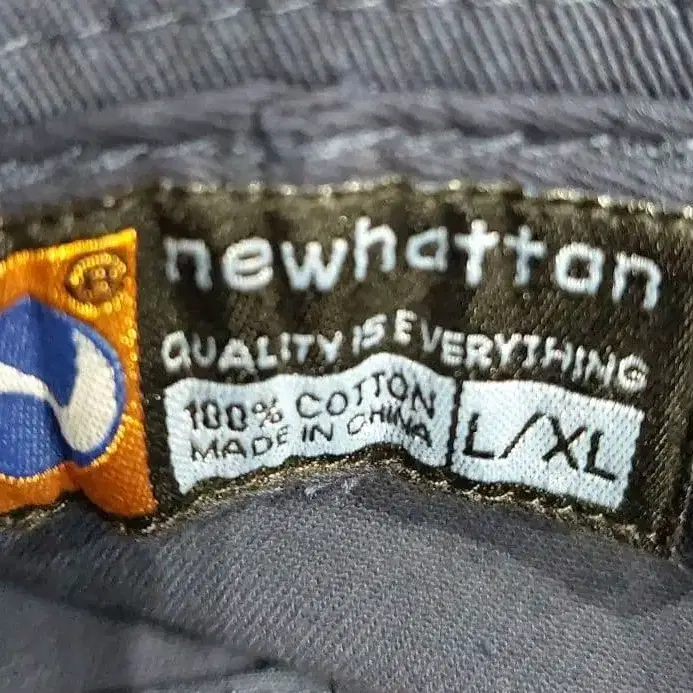 newhattan
QUALITY IS EVERYTHING
100% COTTON
MADE IN CHINA
L/XL